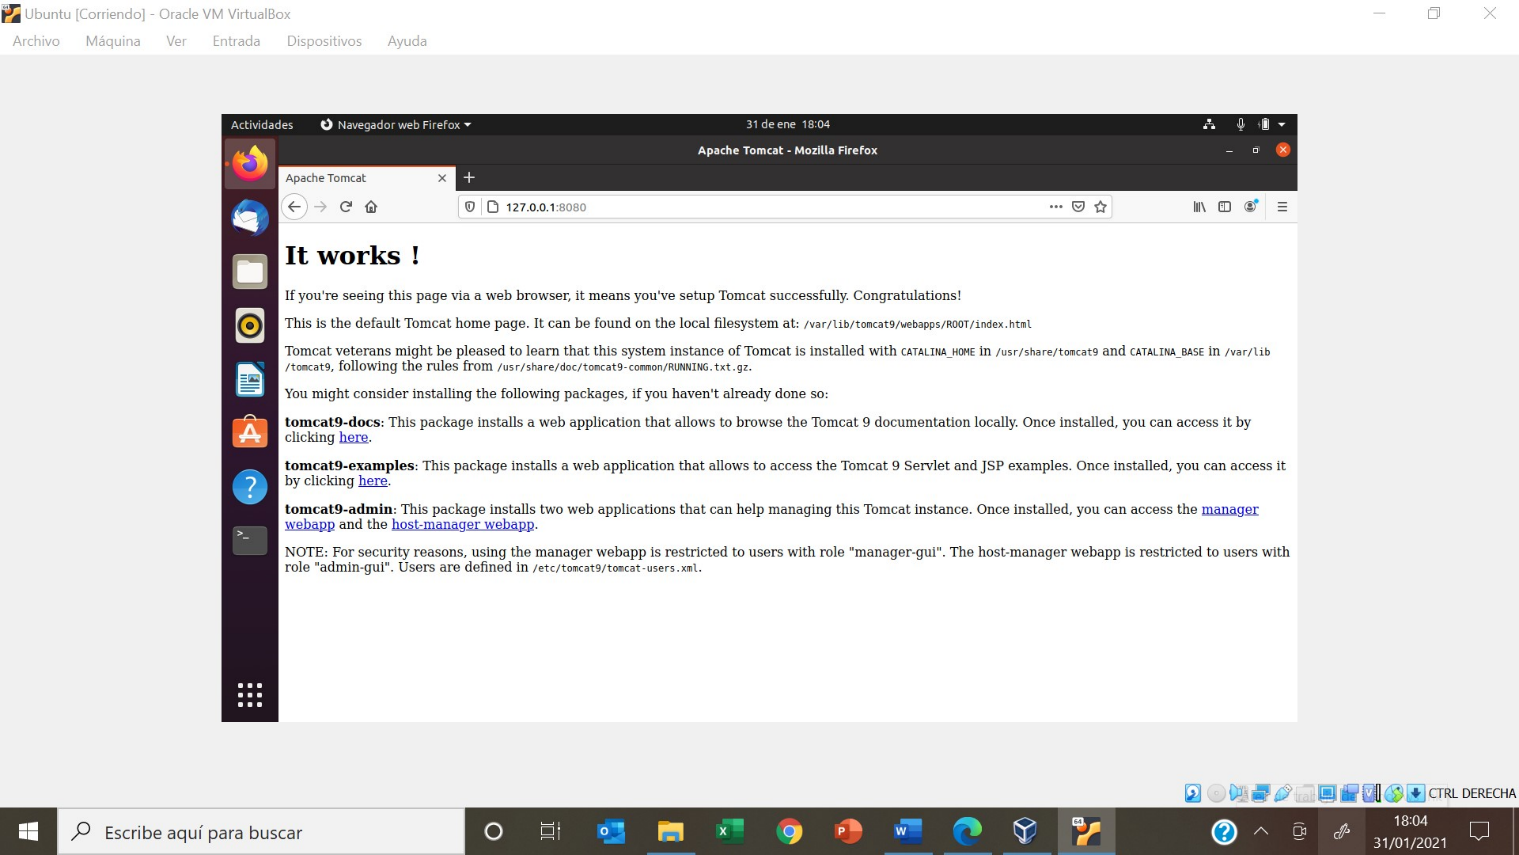 Ubuntu [Corriendo] - Oracle VM VirtualBox
Archivo Máquina Ver Entrada Dispositivos Ayuda
Actividades Navegador web Firefox 31 de ene 18:04
Apache Tomcat - Mozilla Firefox
Apache Tomcat
127.0.0.1:8080
It works !
If you're seeing this page via a web browser, it means you've setup Tomcat successfully. Congratulations!
This is the default Tomcat home page. It can be found on the local filesystem at: /var/lib/tomcat9/webapps/ROOT/index.html
Tomcat veterans might be pleased to learn that this system instance of Tomcat is installed with CATALINA_HOME in /usr/share/tomcat9 and CATALINA_BASE in /var/lib
/tomcat9, following the rules from /usr/share/doc/tomcat9-common/RUNNING.txt.gz.
You might consider installing the following packages, if you haven't already done so:
tomcat9-docs: This package installs a web application that allows to browse the Tomcat 9 documentation locally. Once installed, you can access it by
clicking here.
tomcat9-examples: This package installs a web application that allows to access the Tomcat 9 Servlet and JSP examples. Once installed, you can access it
by clicking here.
tomcat9-admin: This package installs two web applications that can help managing this Tomcat instance. Once installed, you can access the manager
webapp and the host-manager webapp.
NOTE: For security reasons, using the manager webapp is restricted to users with role "manager-gui". The host-manager webapp is restricted to users with
role "admin-gui". Users are defined in /etc/tomcat9/tomcat-users.xml.
CTRL DERECHA
Escribe aquí para buscar
18:04
31/01/2021